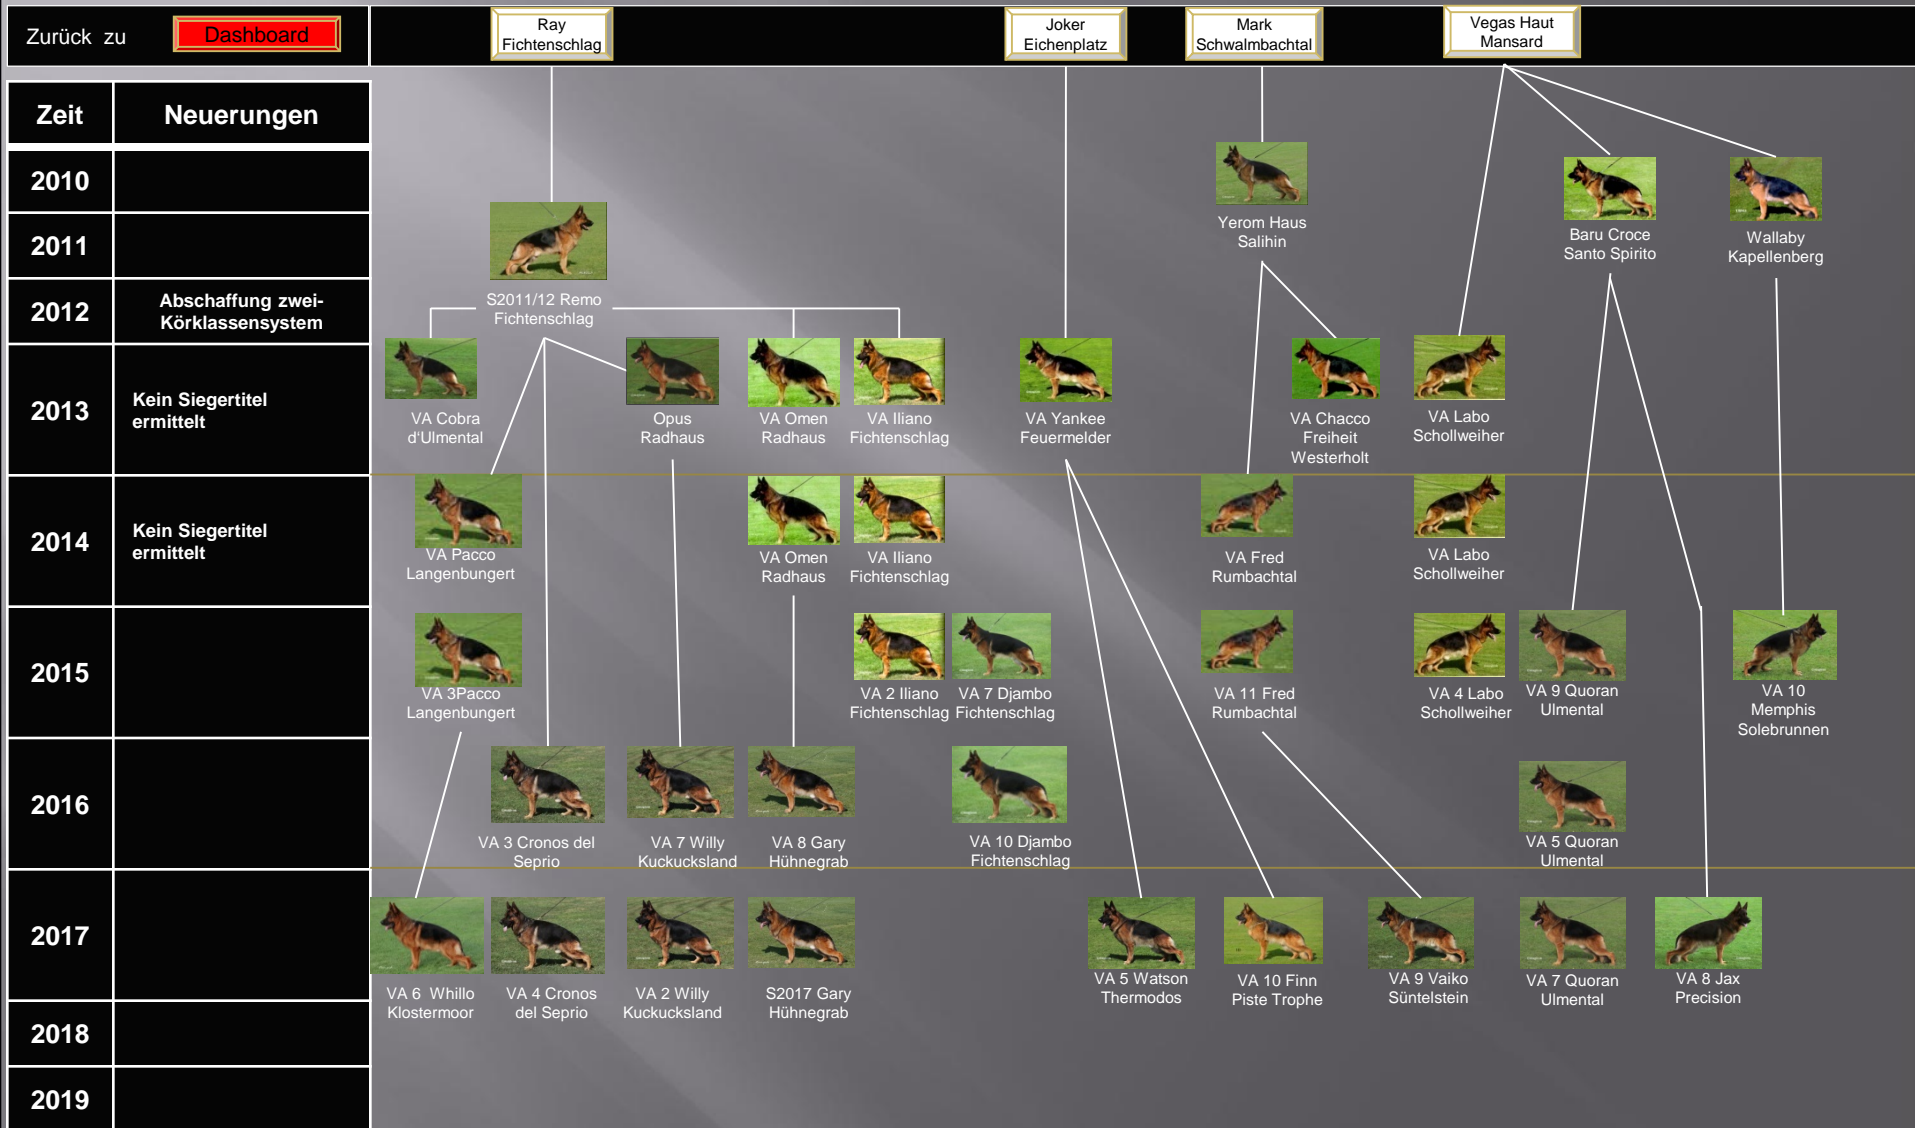 Zurück zu
Dashboard
Ray
Fichtenschlag
Joker
Eichenplatz
Mark
Schwalmbachtal
Vegas Haut
Mansard
Zeit
Neuerungen
2010
2011
Yerom Haus
Salihin
Baru Croce
Santo Spirito
Wallaby
Kapellenberg
2012
Abschaffung zwei-
Körklassensystem
S2011/12 Remo
Fichtenschlag
2013
Kein Siegertitel
ermittelt
VA Cobra
d'Ulmental
Opus
Radhaus
VA Omen
Radhaus
VA Iliano
Fichtenschlag
VA Yankee
Feuermelder
VA Chacco
Freiheit
Westerholt
VA Labo
Schollweiher
2014
Kein Siegertitel
ermittelt
VA Pacco
Langenbungert
VA Omen
Radhaus
VA Iliano
Fichtenschlag
VA Fred
Rumbachtal
VA Labo
Schollweiher
2015
VA 3Pacco
Langenbungert
VA 2 Iliano
Fichtenschlag
VA 7 Djambo
Fichtenschlag
VA 11 Fred
Rumbachtal
VA 4 Labo
Schollweiher
VA 9 Quoran
Ulmental
VA 10
Memphis
Solebrunnen
2016
VA 3 Cronos del
Seprio
VA 7 Willy
Kuckucksland
VA 8 Gary
Hühnegrab
VA 10 Djambo
Fichtenschlag
VA 5 Quoran
Ulmental
2017
VA 6 Whillo
Klostermoor
VA 4 Cronos
del Seprio
VA 2 Willy
Kuckucksland
S2017 Gary
Hühnegrab
VA 5 Watson
Thermodos
VA 10 Finn
Piste Trophe
VA 9 Vaiko
Süntelstein
VA 7 Quoran
Ulmental
VA 8 Jax
Precision
2018
2019